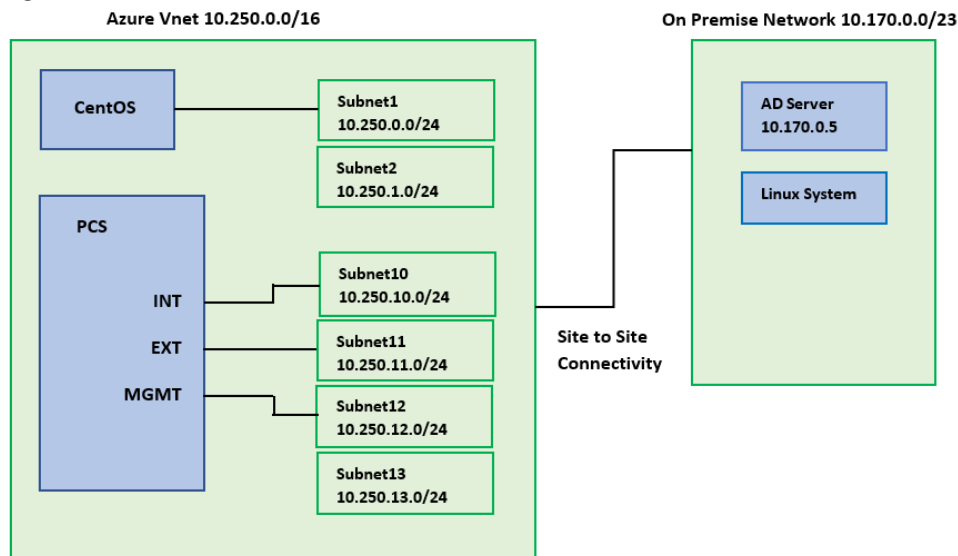 Azure Vnet 10.250.0.0/16
On Premise Network 10.170.0.0/23
CentOS
Subnet1
10.250.0.0/24
Subnet2
10.250.1.0/24
PCS
INT
EXT
MGMT
Subnet10
10.250.10.0/24
Subnet11
10.250.11.0/24
Subnet12
10.250.12.0/24
Subnet13
10.250.13.0/24
Site to Site
Connectivity
AD Server
10.170.0.5
Linux System